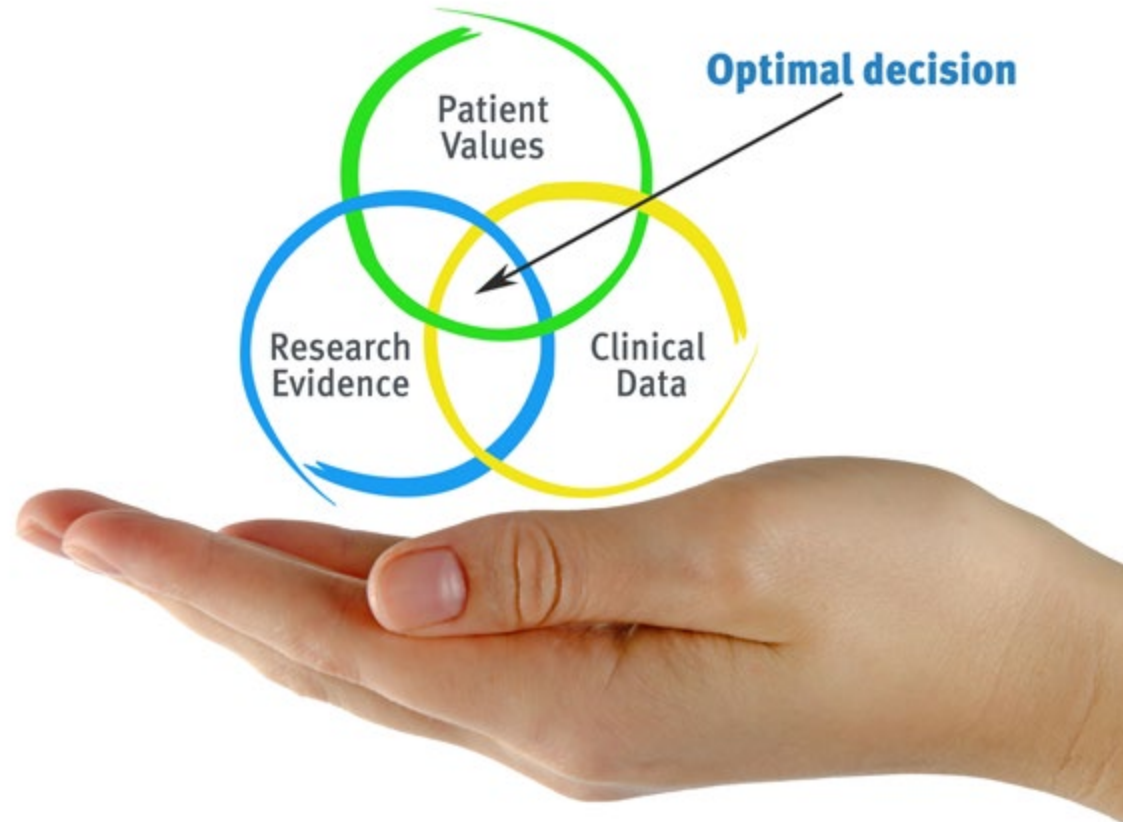 Optimal decision
Patient
Values
Research
Evidence
Clinical
Data